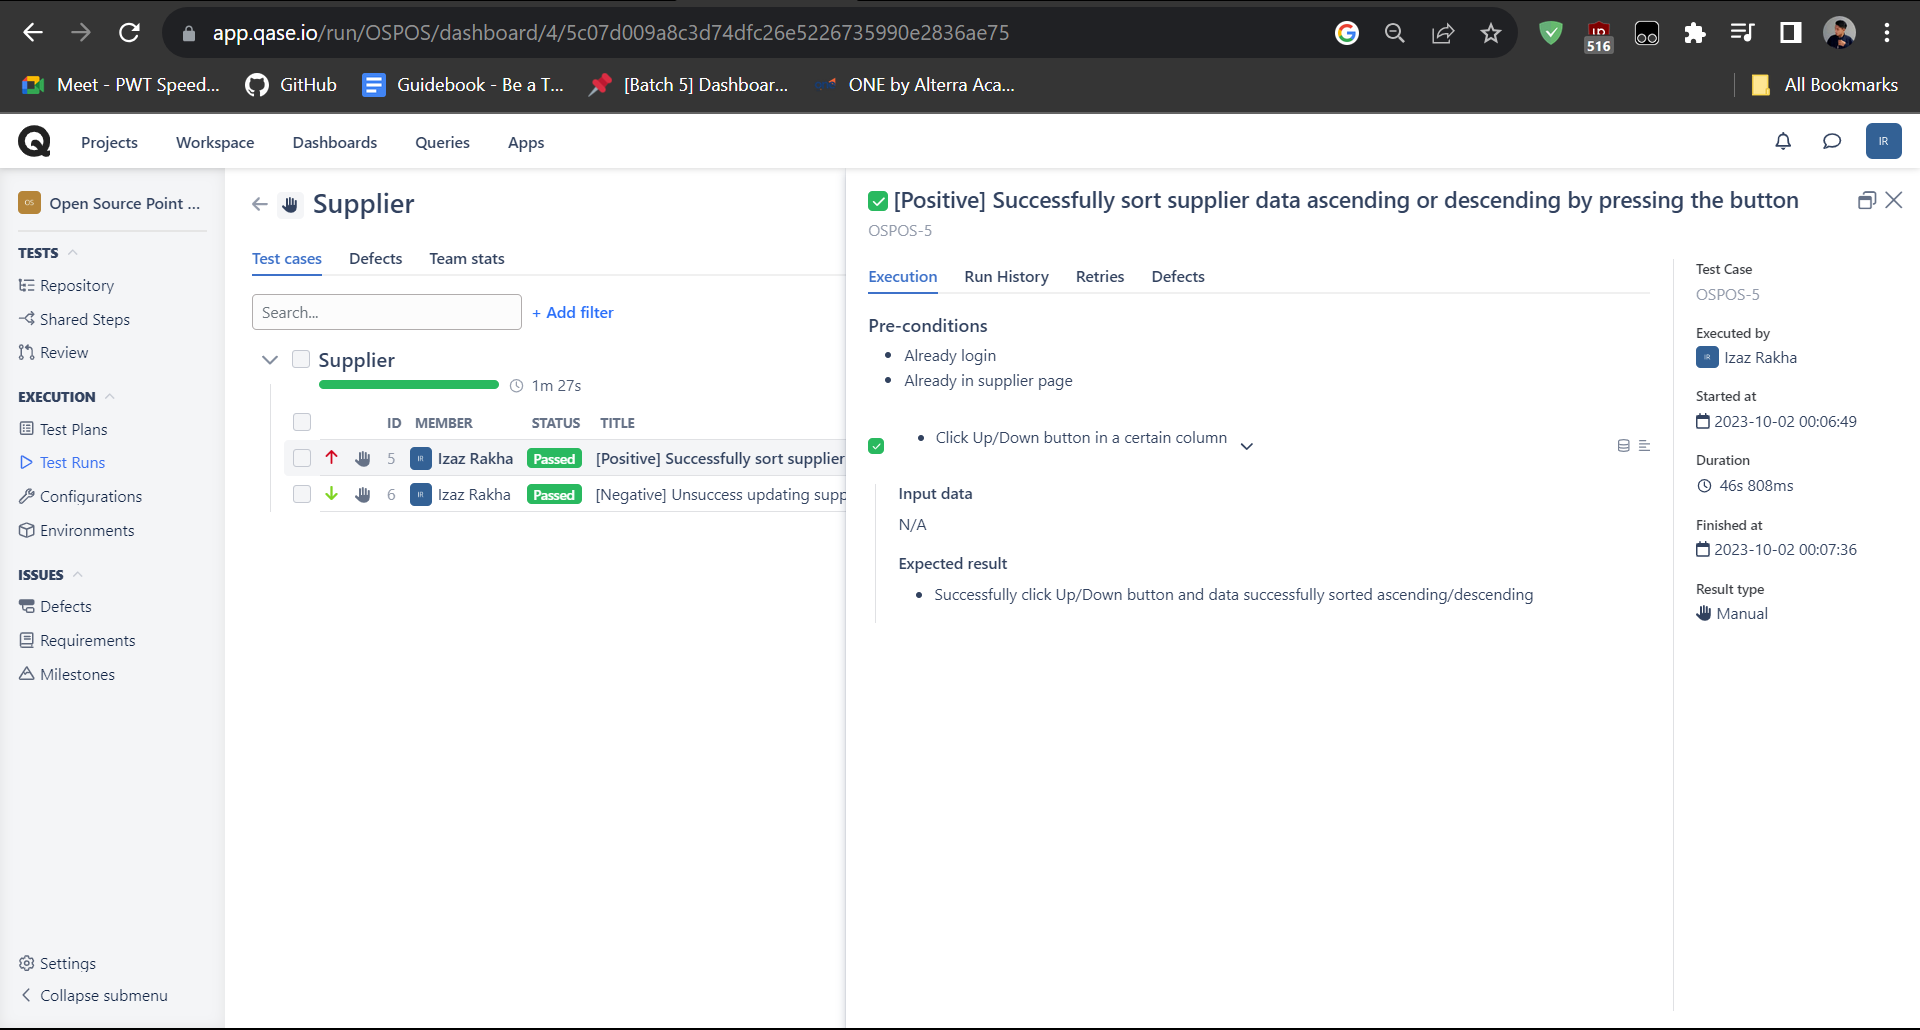 app.qase.io/run/OSPOS/dashboard/4/5c07d009a8c3d74dfc26e5226735990e2836ae75
516
Meet - PWT Speed...
GitHub
Guidebook - Be a T...
[Batch 5] Dashboar...
ONE by Alterra Aca...
All Bookmarks
Projects
Workspace
Dashboards
Queries
Apps
IR
OS
Open Source Point ...
TESTS
Repository
Shared Steps
Review
EXECUTION
Test Plans
Test Runs
Configurations
Environments
ISSUES
Defects
Requirements
Milestones
Settings
Collapse submenu
Supplier
Test cases
Defects
Team stats
Search...
+ Add filter
Supplier
1m 27s
ID MEMBER STATUS TITLE
5 IR Izaz Rakha Passed [Positive] Successfully sort supplier
6 IR Izaz Rakha Passed [Negative] Unsuccess updating supp
[Positive] Successfully sort supplier data ascending or descending by pressing the button
OSPOS-5
Execution
Run History
Retries
Defects
Pre-conditions
• Already login
• Already in supplier page
• Click Up/Down button in a certain column
Input data
N/A
Expected result
• Successfully click Up/Down button and data successfully sorted ascending/descending
Test Case
OSPOS-5
Executed by
IR Izaz Rakha
Started at
2023-10-02 00:06:49
Duration
46s 808ms
Finished at
2023-10-02 00:07:36
Result type
Manual